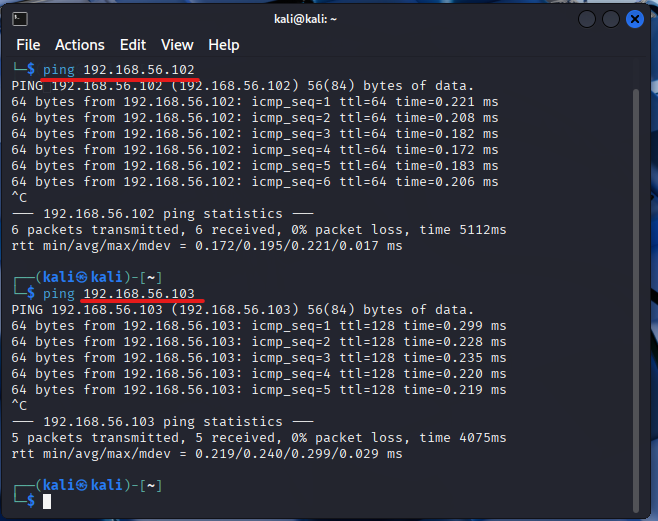 kali@kali: ~
File Actions Edit View Help
└─$ ping 192.168.56.102
PING 192.168.56.102 (192.168.56.102) 56(84) bytes of data.
64 bytes from 192.168.56.102: icmp_seq=1 ttl=64 time=0.221 ms
64 bytes from 192.168.56.102: icmp_seq=2 ttl=64 time=0.208 ms
64 bytes from 192.168.56.102: icmp_seq=3 ttl=64 time=0.182 ms
64 bytes from 192.168.56.102: icmp_seq=4 ttl=64 time=0.172 ms
64 bytes from 192.168.56.102: icmp_seq=5 ttl=64 time=0.183 ms
64 bytes from 192.168.56.102: icmp_seq=6 ttl=64 time=0.206 ms
^C
--- 192.168.56.102 ping statistics ---
6 packets transmitted, 6 received, 0% packet loss, time 5112ms
rtt min/avg/max/mdev = 0.172/0.195/0.221/0.017 ms
┌──(kali㉿kali)-[~]
└─$ ping 192.168.56.103
PING 192.168.56.103 (192.168.56.103) 56(84) bytes of data.
64 bytes from 192.168.56.103: icmp_seq=1 ttl=128 time=0.299 ms
64 bytes from 192.168.56.103: icmp_seq=2 ttl=128 time=0.228 ms
64 bytes from 192.168.56.103: icmp_seq=3 ttl=128 time=0.235 ms
64 bytes from 192.168.56.103: icmp_seq=4 ttl=128 time=0.220 ms
64 bytes from 192.168.56.103: icmp_seq=5 ttl=128 time=0.219 ms
^C
--- 192.168.56.103 ping statistics ---
5 packets transmitted, 5 received, 0% packet loss, time 4075ms
rtt min/avg/max/mdev = 0.219/0.240/0.299/0.029 ms
┌──(kali㉿kali)-[~]
└─$